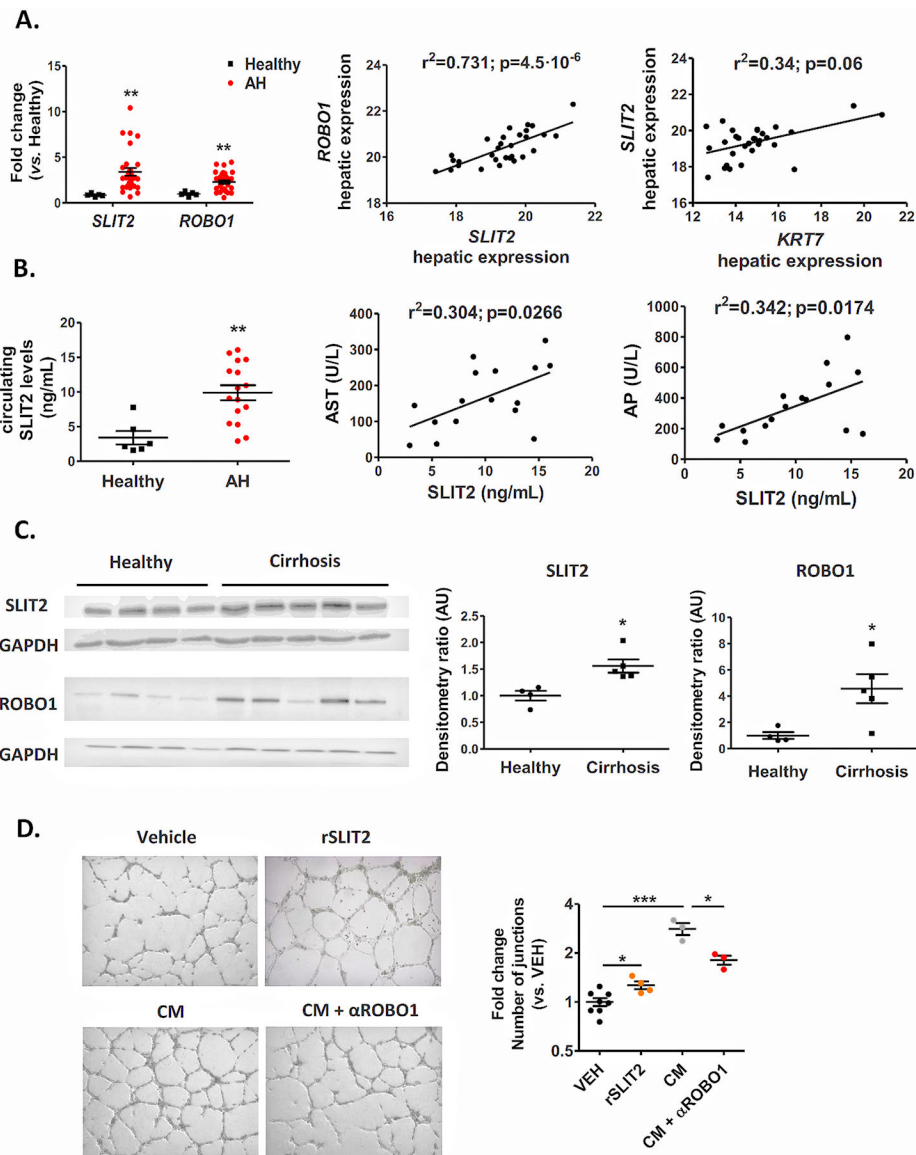 A.
Healthy
AH
Fold change
(vs. Healthy)
15
10
5
0
**
**
SLIT2
ROBO1
r²=0.731; p=4.5·10⁻⁶
ROBO1
hepatic expression
24
22
20
18
16
18
20
22
SLIT2
hepatic expression
r²=0.34; p=0.06
SLIT2
hepatic expression
23
22
21
20
19
18
17
16
12
14
16
18
20
22
KRT7
hepatic expression
B.
circulating
SLIT2 levels
(ng/mL)
20
15
10
5
0
**
Healthy
AH
r²=0.304; p=0.0266
AST (U/L)
400
300
200
100
0
0
5
10
15
20
SLIT2 (ng/mL)
r²=0.342; p=0.0174
AP (U/L)
1000
800
600
400
200
0
0
5
10
15
20
SLIT2 (ng/mL)
C.
Healthy
Cirrhosis
SLIT2
GAPDH
ROBO1
GAPDH
SLIT2
Densitometry ratio (AU)
2.5
2.0
1.5
1.0
0.5
0.0
*
Healthy
Cirrhosis
ROBO1
Densitometry ratio (AU)
10
8
6
4
2
0
*
Healthy
Cirrhosis
D.
Vehicle
rSLIT2
CM
CM + αROBO1
Fold change
Number of junctions
(vs. VEH)
4
2
1
0.5
***
*
*
VEH
rSLIT2
CM
CM + αROBO1